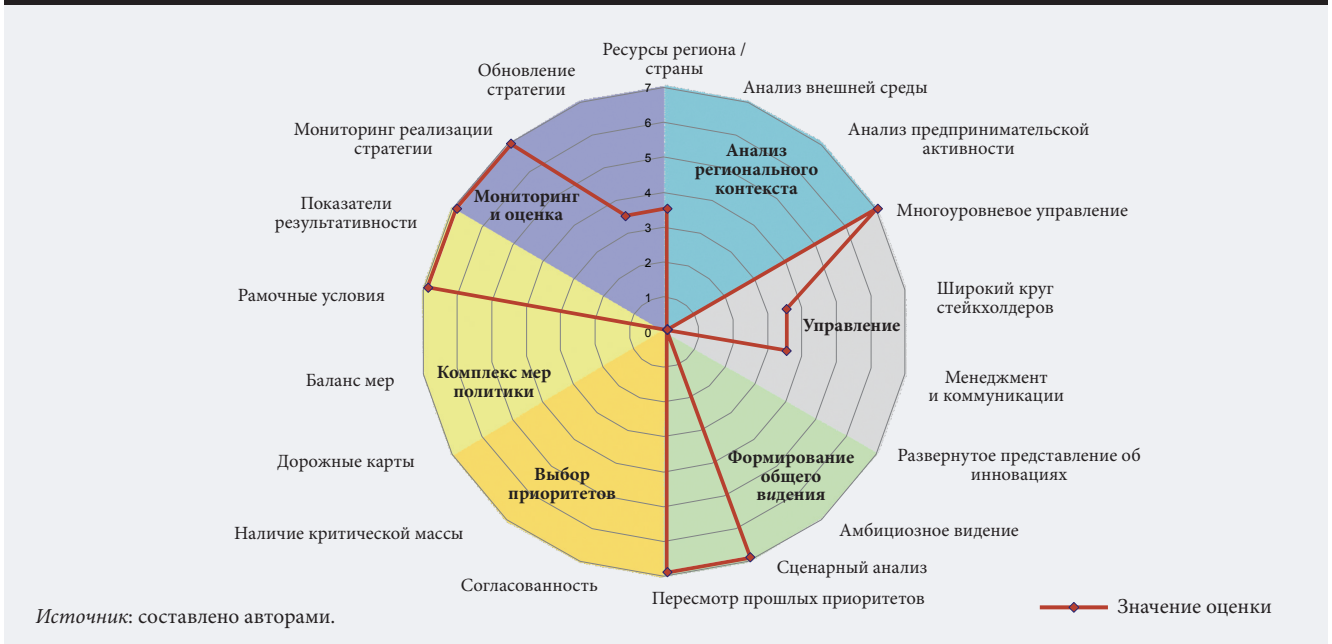 Ресурсы региона /
страны
Анализ внешней среды
Анализ предпринимательской
активности
Многоуровневое управление
Широкий круг
стейкхолдеров
Менеджмент
и коммуникации
Развернутое представление об
инновациях
Амбициозное видение
Сценарный анализ
Пересмотр прошлых приоритетов
Согласованность
Наличие критической массы
Дорожные карты
Баланс мер
Рамочные условия
Показатели
результативности
Мониторинг реализации
стратегии
Обновление
стратегии
7
6
5
4
3
2
1
0
Анализ
регионального
контекста
Управление
Формирование
общего
видения
Выбор
приоритетов
Комплекс мер
политики
Мониторинг
и оценка
Значение оценки
Источник: составлено авторами.